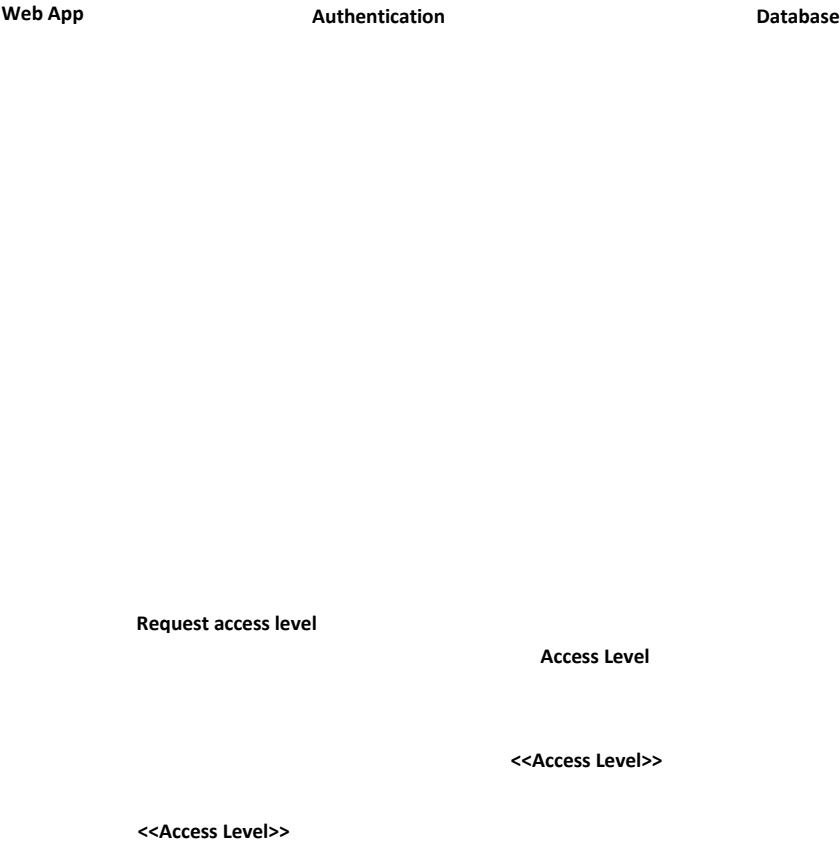 Web App
Authentication
Database
Request access level
Access Level
<<Access Level>>
<<Access Level>>